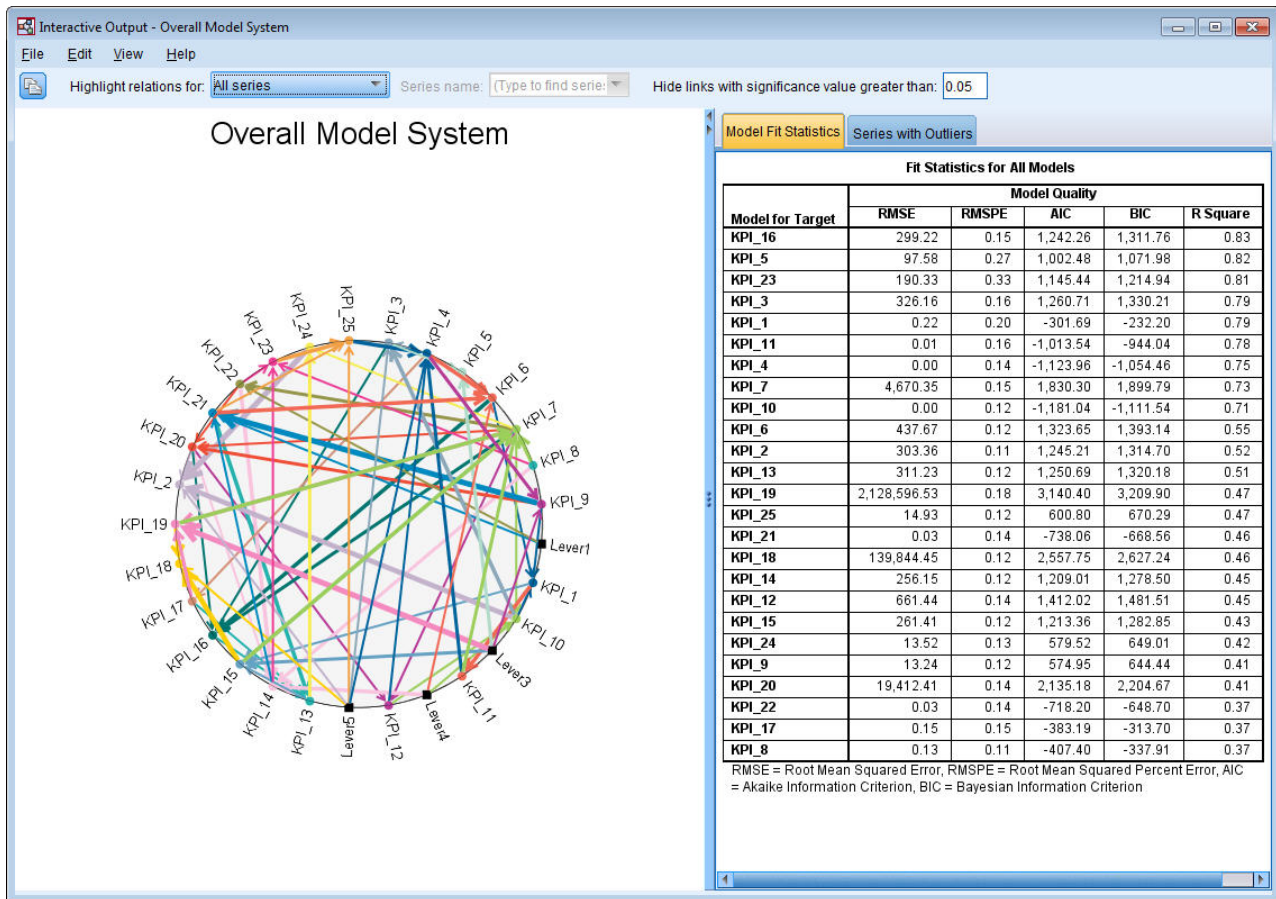 Interactive Output - Overall Model System
File Edit View Help
Highlight relations for: All series Series name: (Type to find serie: Hide links with significance value greater than: 0.05
Overall Model System
KPI_25
KPI_3
KPI_4
KPI_5
KPI_6
KPI_7
KPI_8
KPI_9
Lever1
KPI_1
KPI_10
Lever3
KPI_11
Lever4
KPI_12
Lever5
KPI_13
KPI_14
KPI_15
KPI_16
KPI_17
KPI_18
KPI_19
KPI_2
KPI_20
KPI_21
KPI_22
KPI_23
KPI_24
Model Fit Statistics Series with Outliers
Fit Statistics for All Models
Model for Target Model Quality
RMSE RMSPE AIC BIC R Square
KPI_16 299.22 0.15 1,242.26 1,311.76 0.83
KPI_5 97.58 0.27 1,002.48 1,071.98 0.82
KPI_23 190.33 0.33 1,145.44 1,214.94 0.81
KPI_3 326.16 0.16 1,260.71 1,330.21 0.79
KPI_1 0.22 0.20 -301.69 -232.20 0.79
KPI_11 0.01 0.16 -1,013.54 -944.04 0.78
KPI_4 0.00 0.14 -1,123.96 -1,054.46 0.75
KPI_7 4,670.35 0.15 1,830.30 1,899.79 0.73
KPI_10 0.00 0.12 -1,181.04 -1,111.54 0.71
KPI_6 437.67 0.12 1,323.65 1,393.14 0.55
KPI_2 303.36 0.11 1,245.21 1,314.70 0.52
KPI_13 311.23 0.12 1,250.69 1,320.18 0.51
KPI_19 2,128,596.53 0.18 3,140.40 3,209.90 0.47
KPI_25 14.93 0.12 600.80 670.29 0.47
KPI_21 0.03 0.14 -738.06 -668.56 0.46
KPI_18 139,844.45 0.12 2,557.75 2,627.24 0.46
KPI_14 256.15 0.12 1,209.01 1,278.50 0.45
KPI_12 661.44 0.14 1,412.02 1,481.51 0.45
KPI_15 261.41 0.12 1,213.36 1,282.85 0.43
KPI_24 13.52 0.13 579.52 649.01 0.42
KPI_9 13.24 0.12 574.95 644.44 0.41
KPI_20 19,412.41 0.14 2,135.18 2,204.67 0.41
KPI_22 0.03 0.14 -718.20 -648.70 0.37
KPI_17 0.15 0.15 -383.19 -313.70 0.37
KPI_8 0.13 0.11 -407.40 -337.91 0.37
RMSE = Root Mean Squared Error, RMSPE = Root Mean Squared Percent Error, AIC
= Akaike Information Criterion, BIC = Bayesian Information Criterion